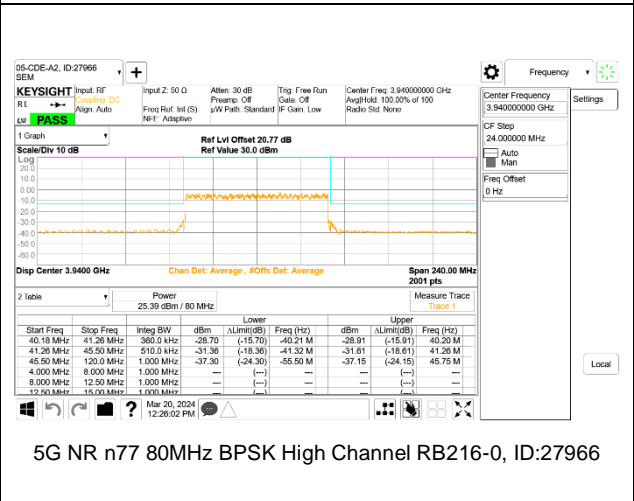 05-CDE-A2, ID:27966
SEM
Frequency
KEYSIGHT Input: RF Input Z: 50 Ω Atten: 30 dB Trig: Free Run Center Freq: 3.940000000 GHz
RL Coupling: DC Preamp: Off Gate: Off Avg|Hold: 100.00% of 100
Align: Auto Freq Ref: Int (S) µW Path: Standard IF Gain: Low Radio Std: None
PASS NFE: Adaptive
Center Frequency
3.940000000 GHz
Settings
CF Step
24.000000 MHz
Auto
Man
Freq Offset
0 Hz
Local
1 Graph
Ref Lvl Offset 20.77 dB
Scale/Div 10 dB Ref Value 30.0 dBm
Log
20.0
10.0
0.00
-10.0
-20.0
-30.0
-40.0
-50.0
-60.0
Disp Center 3.9400 GHz Chan Det: Average, #Offs Det: Average Span 240.00 MHz
2001 pts
2 Table Power Measure Trace
25.39 dBm / 80 MHz Trace 1
Lower Upper
Start Freq Stop Freq Integ BW dBm ΔLimit(dB) Freq (Hz) dBm ΔLimit(dB) Freq (Hz)
40.18 MHz 41.26 MHz 360.0 kHz -28.70 (-15.70) -40.21 M -28.91 (-15.91) 40.20 M
41.26 MHz 45.50 MHz 510.0 kHz -31.36 (-18.36) -41.32 M -31.61 (-18.61) 41.26 M
45.50 MHz 120.0 MHz 1.000 MHz -37.30 (-24.30) -55.50 M -37.15 (-24.15) 45.75 M
4.000 MHz 8.000 MHz 1.000 MHz --- (---) --- --- (---) ---
8.000 MHz 12.50 MHz 1.000 MHz --- (---) --- --- (---) ---
12.50 MHz 15.00 MHz 1.000 MHz --- (---) --- --- (---) ---
Mar 20, 2024
12:26:02 PM
5G NR n77 80MHz BPSK High Channel RB216-0, ID:27966